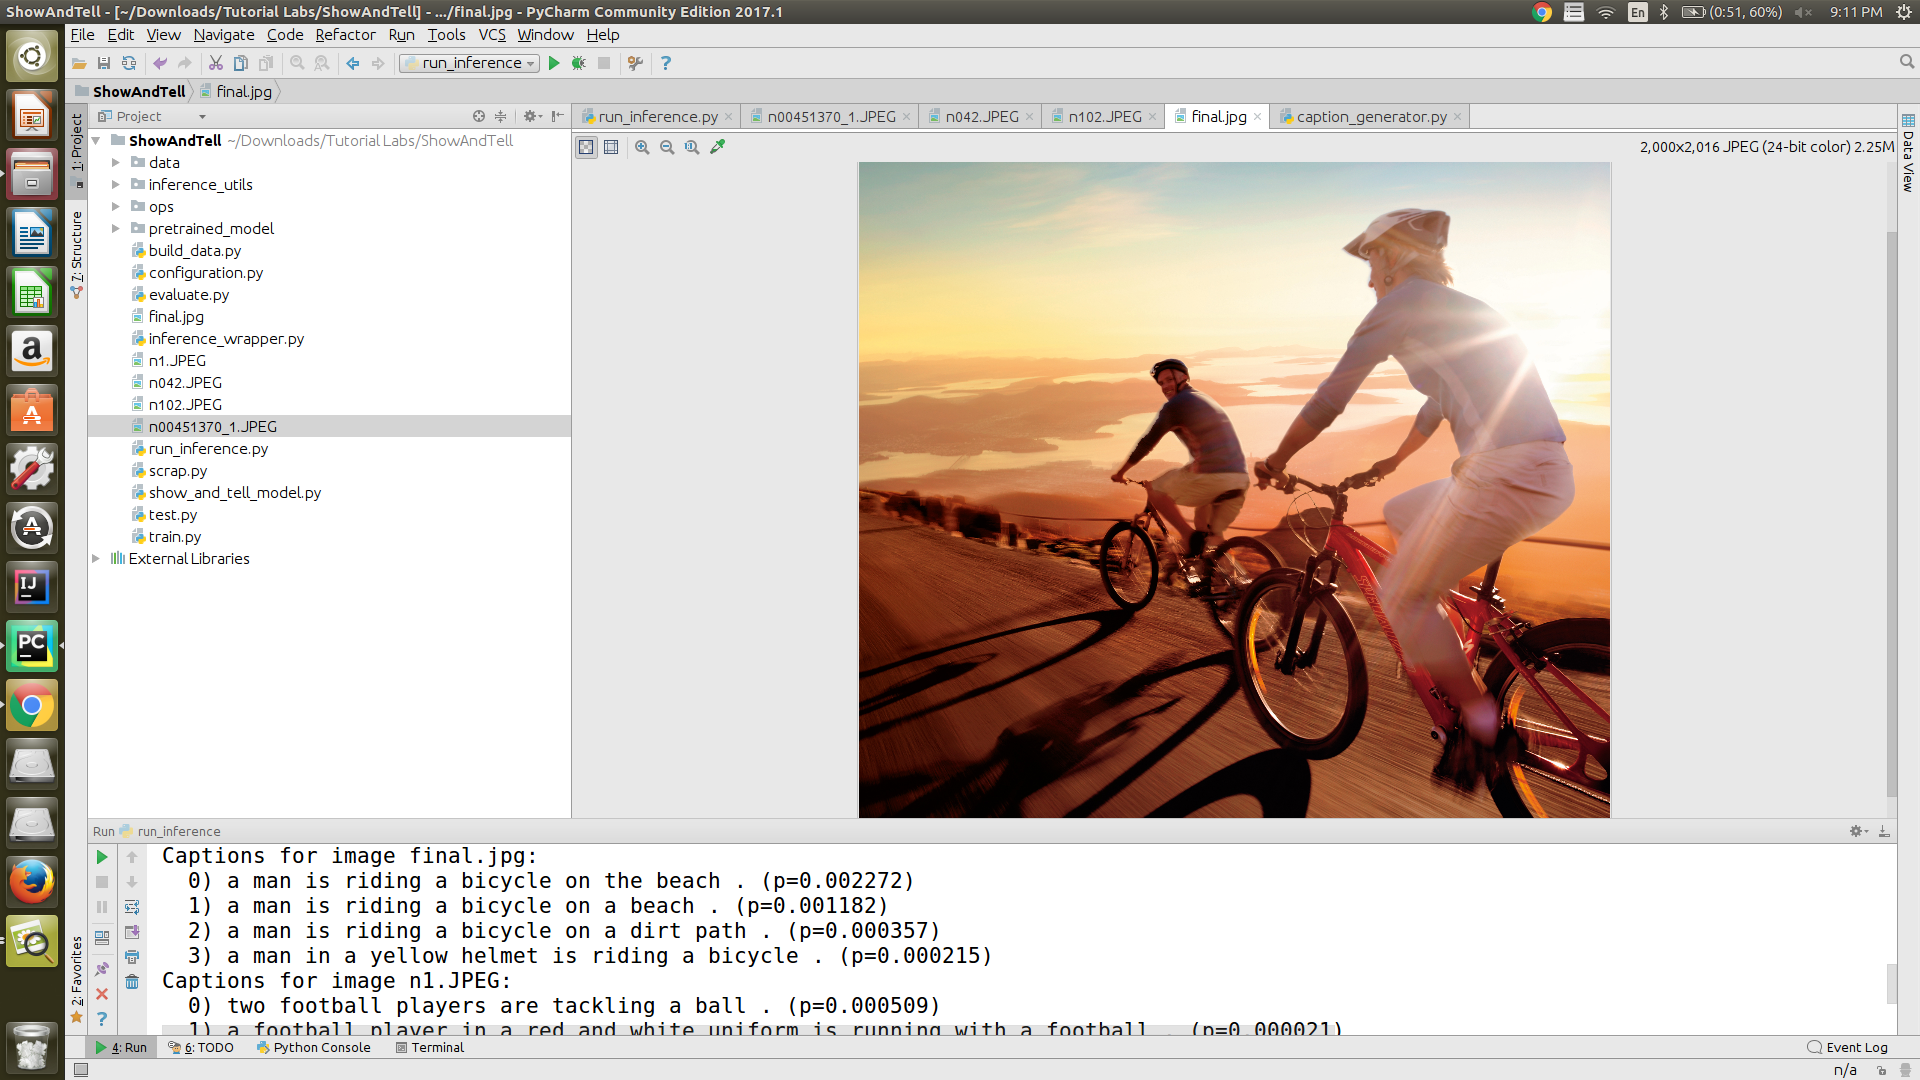 ShowAndTell - [~/Downloads/Tutorial Labs/ShowAndTell] - .../final.jpg - PyCharm Community Edition 2017.1
En
(0:51, 60%)
9:11 PM
File Edit View Navigate Code Refactor Run Tools VCS Window Help
run_inference
ShowAndTell final.jpg
1: Project
7: Structure
2: Favorites
Project
run_inference.py n00451370_1.JPEG n042.JPEG n102.JPEG final.jpg caption_generator.py
2,000x2,016 JPEG (24-bit color) 2.25M
Data View
ShowAndTell ~/Downloads/Tutorial Labs/ShowAndTell
data
inference_utils
ops
pretrained_model
build_data.py
configuration.py
evaluate.py
final.jpg
inference_wrapper.py
n1.JPEG
n042.JPEG
n102.JPEG
n00451370_1.JPEG
run_inference.py
scrap.py
show_and_tell_model.py
test.py
train.py
External Libraries
a
A
A
IJ
PC
Run run_inference
Captions for image final.jpg:
0) a man is riding a bicycle on the beach . (p=0.002272)
1) a man is riding a bicycle on a beach . (p=0.001182)
2) a man is riding a bicycle on a dirt path . (p=0.000357)
3) a man in a yellow helmet is riding a bicycle . (p=0.000215)
Captions for image n1.JPEG:
0) two football players are tackling a ball . (p=0.000509)
1) a football player in a red and white uniform is running with a football . (p=0.000021)
4: Run 6: TODO Python Console Terminal Event Log
n/a